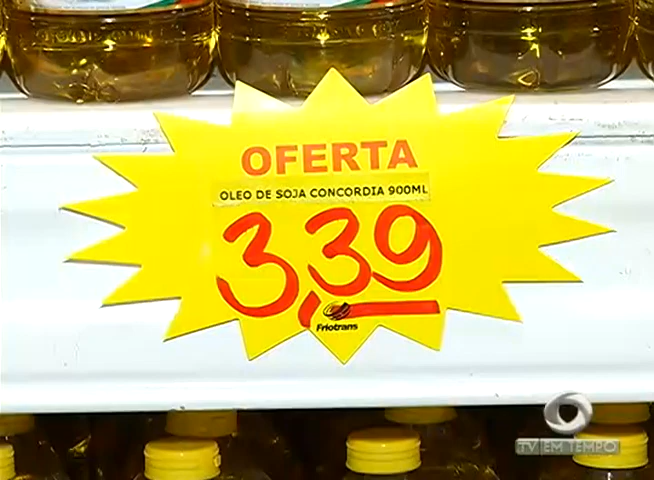 OFERTA
OLEO DE SOJA CONCORDIA 900ML
3,39
Friotrans
TV EM TEMPO